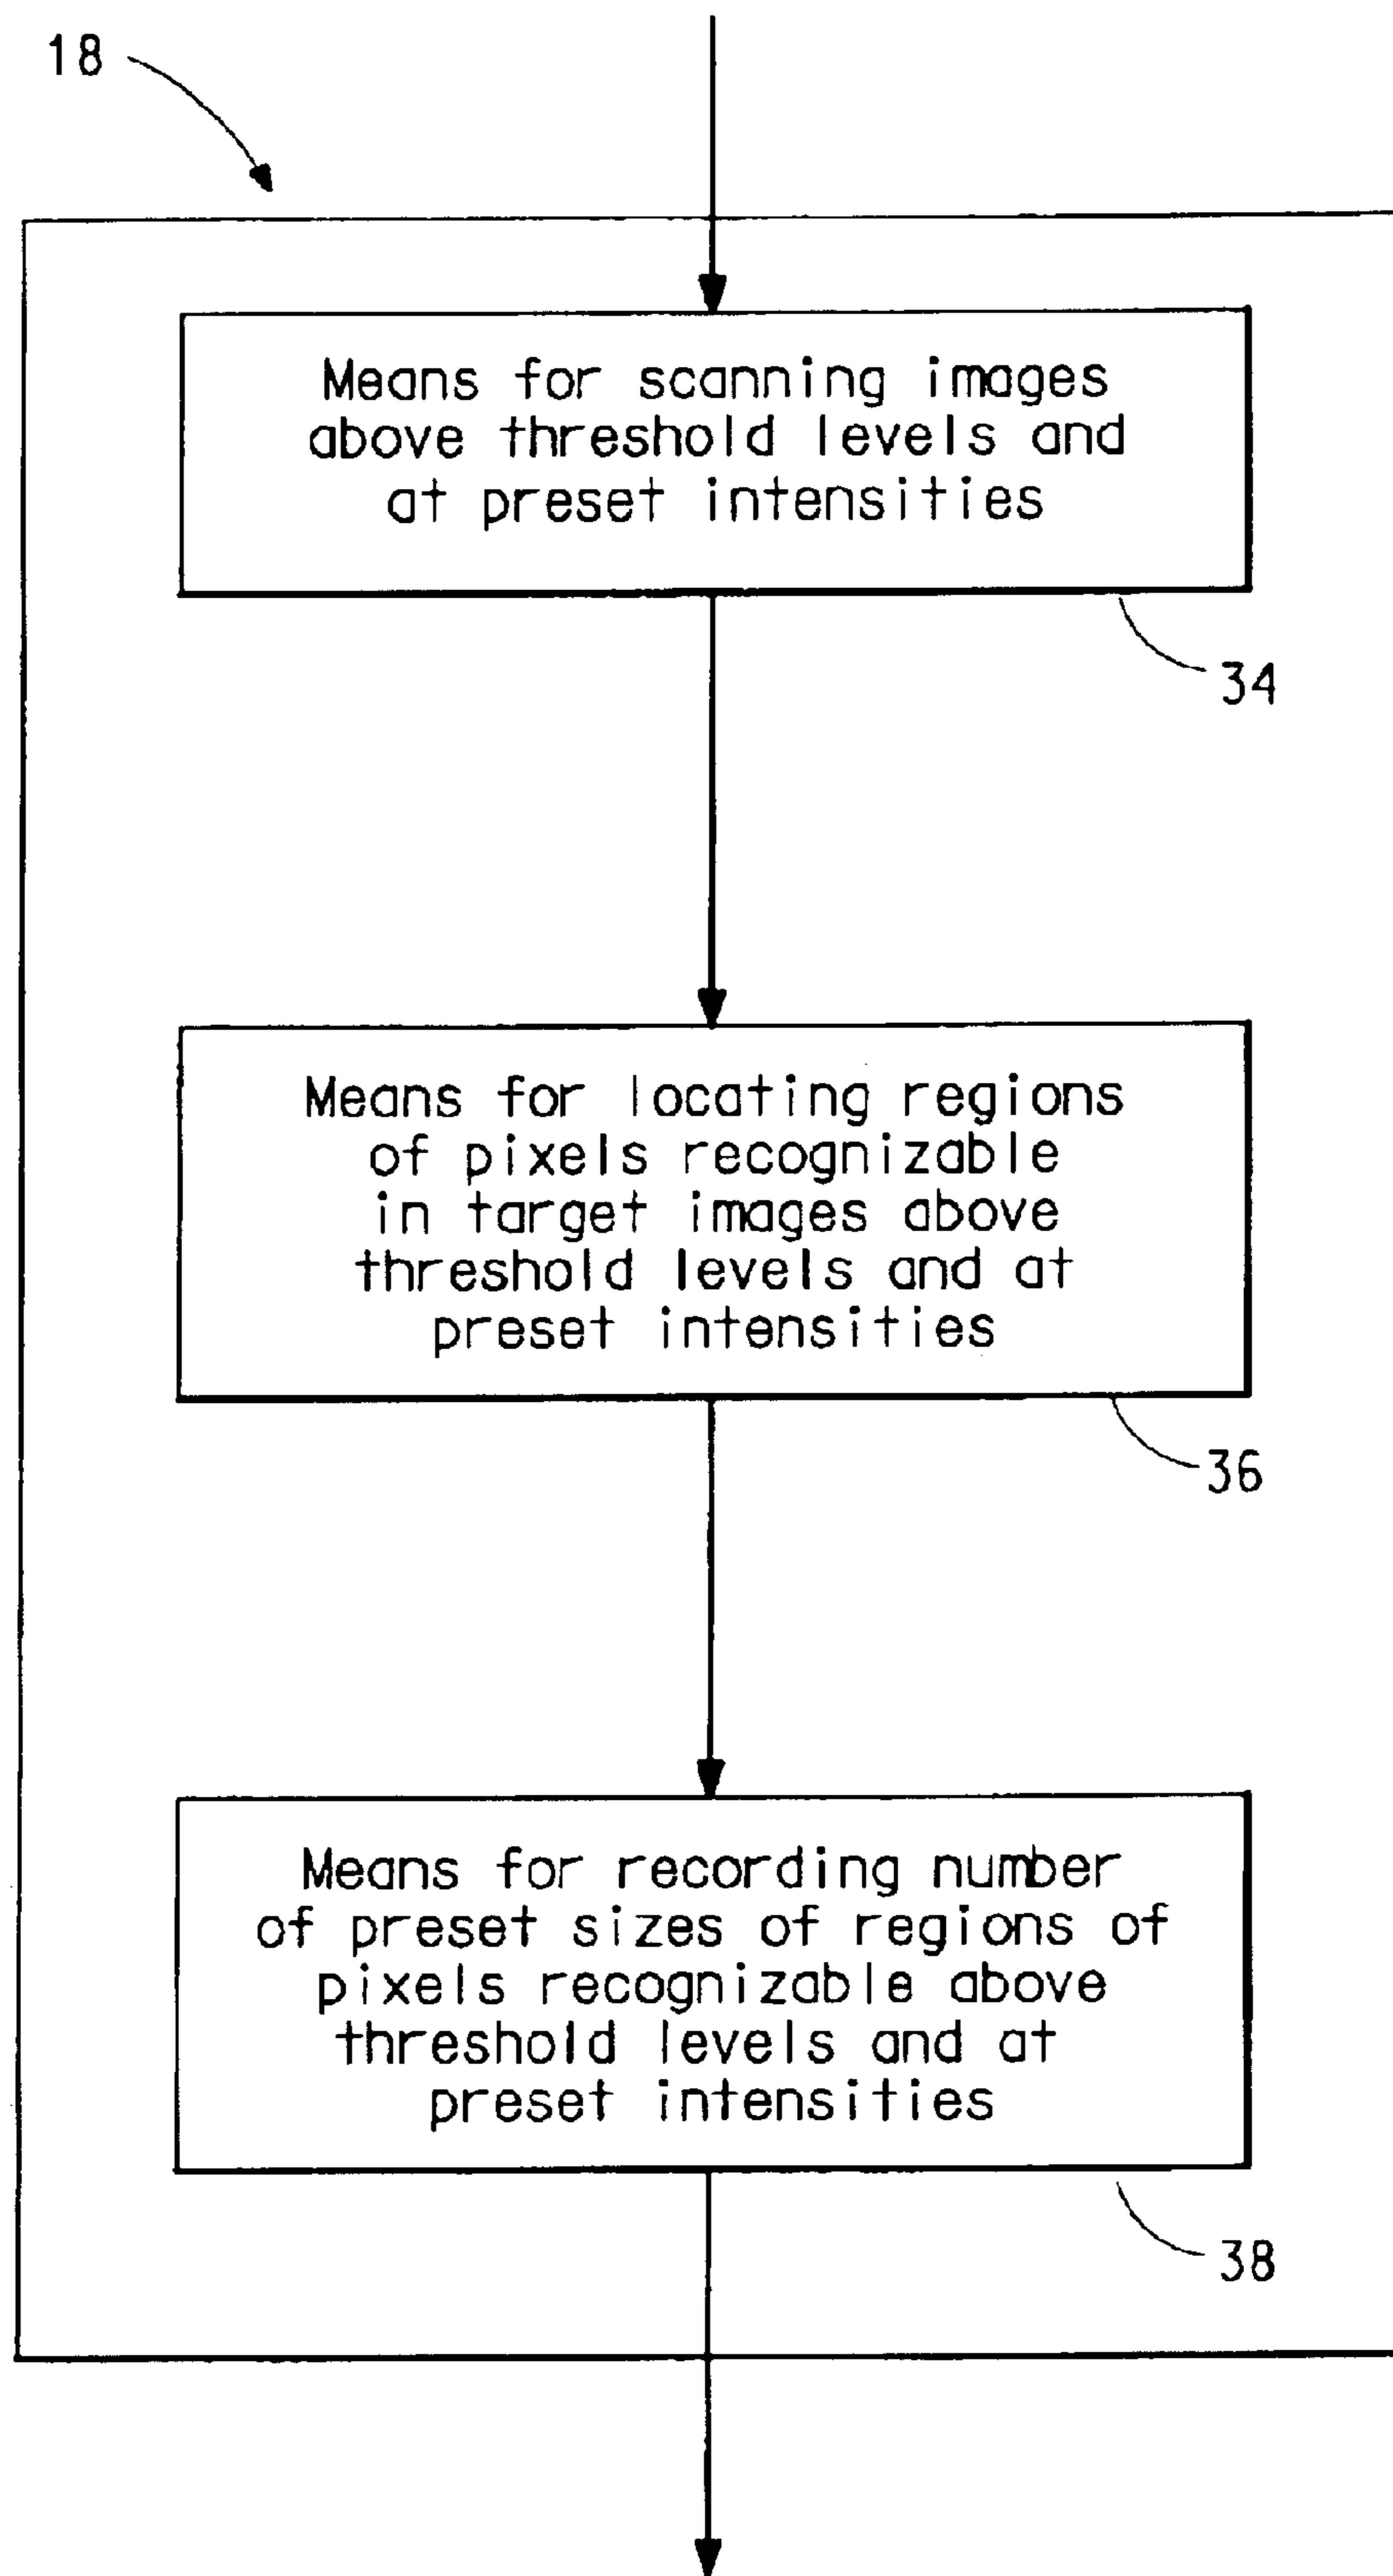 18
Means for scanning images
above threshold levels and
at preset intensities
34
Means for locating regions
of pixels recognizable
in target images above
threshold levels and at
preset intensities
36
Means for recording number
of preset sizes of regions of
pixels recognizable above
threshold levels and at
preset intensities
38